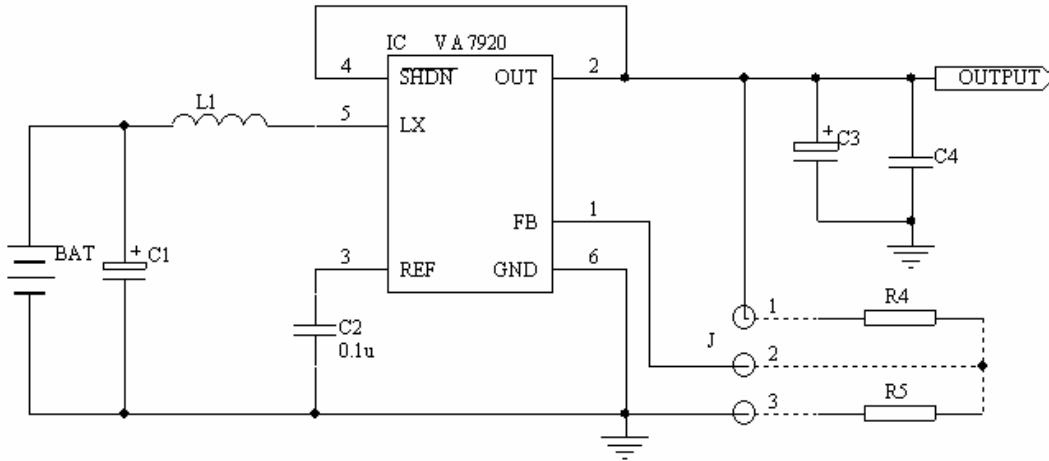 IC VA7920
4 SHDN OUT 2
OUTPUT
L1
5 LX
C3
C4
FB 1
BAT
C1
3 REF GND 6
C2
0.1u
J
1
R4
2
3
R5
+
+